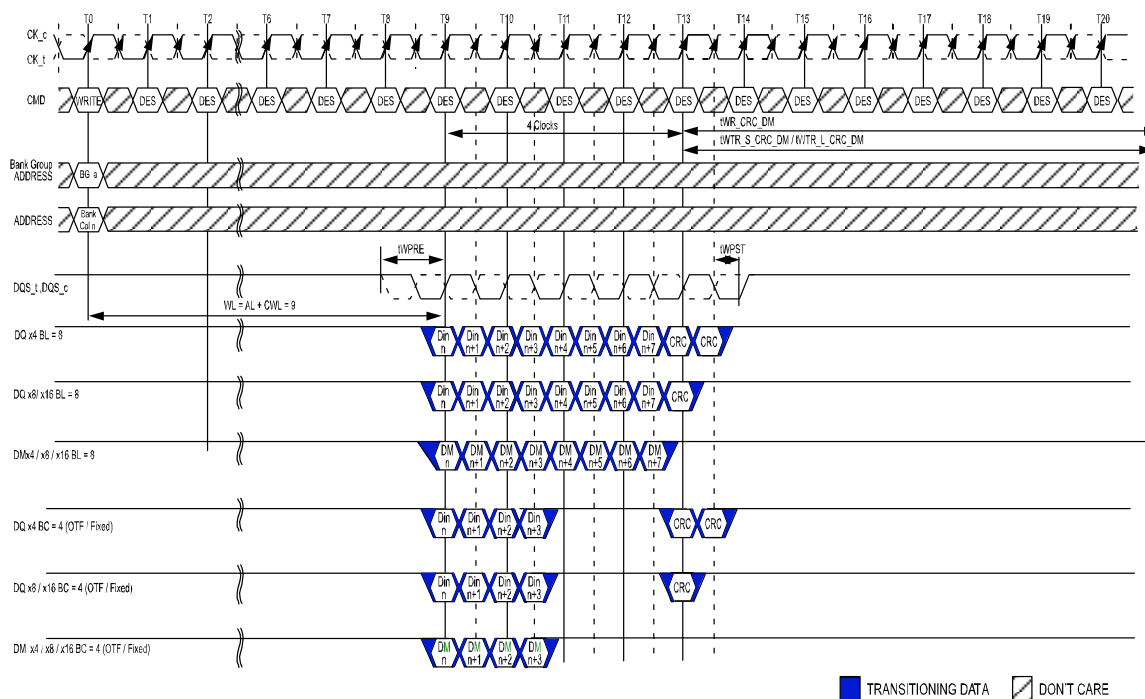 T0 TE1 T2 T6 T7 T8 T9 T10 T11 T12 T13 T14 T15 T16 T17 T18 T19 T20
CK_c
CK_t
CMD WRITE DES DES DES DES DES DES DES DES DES DES DES DES DES DES DES DES DES
4 Clocks
tWR_CRC_DM
tWTR_S_CRC_DM / tWTR_L_CRC_DM
Bank Group
ADDRESS
BG a
ADDRESS
Bank
Col n
tWPRE
tWPST
DQS_t ,DQS_c
WL = AL + CWL = 9
DQ x4 BL = 8
Din n Din n+1 Din n+2 Din n+3 Din n+4 Din n+5 Din n+6 Din n+7 CRC CRC
DQ x8/ x16 BL = 8
Din n Din n+1 Din n+2 Din n+3 Din n+4 Din n+5 Din n+6 Din n+7 CRC
DMx4 / x8 / x16 BL = 8
DM n DM n+1 DM n+2 DM n+3 DM n+4 DM n+5 DM n+6 DM n+7
DQ x4 BC = 4 (OTF / Fixed)
Din n Din n+1 Din n+2 Din n+3 CRC CRC
DQ x8 / x16 BC = 4 (OTF / Fixed)
Din n Din n+1 Din n+2 Din n+3 CRC
DM x4 / x8 / x16 BC = 4 (OTF / Fixed)
DM n DM n+1 DM n+2 DM n+3
TRANSITIONING DATA
DON'T CARE